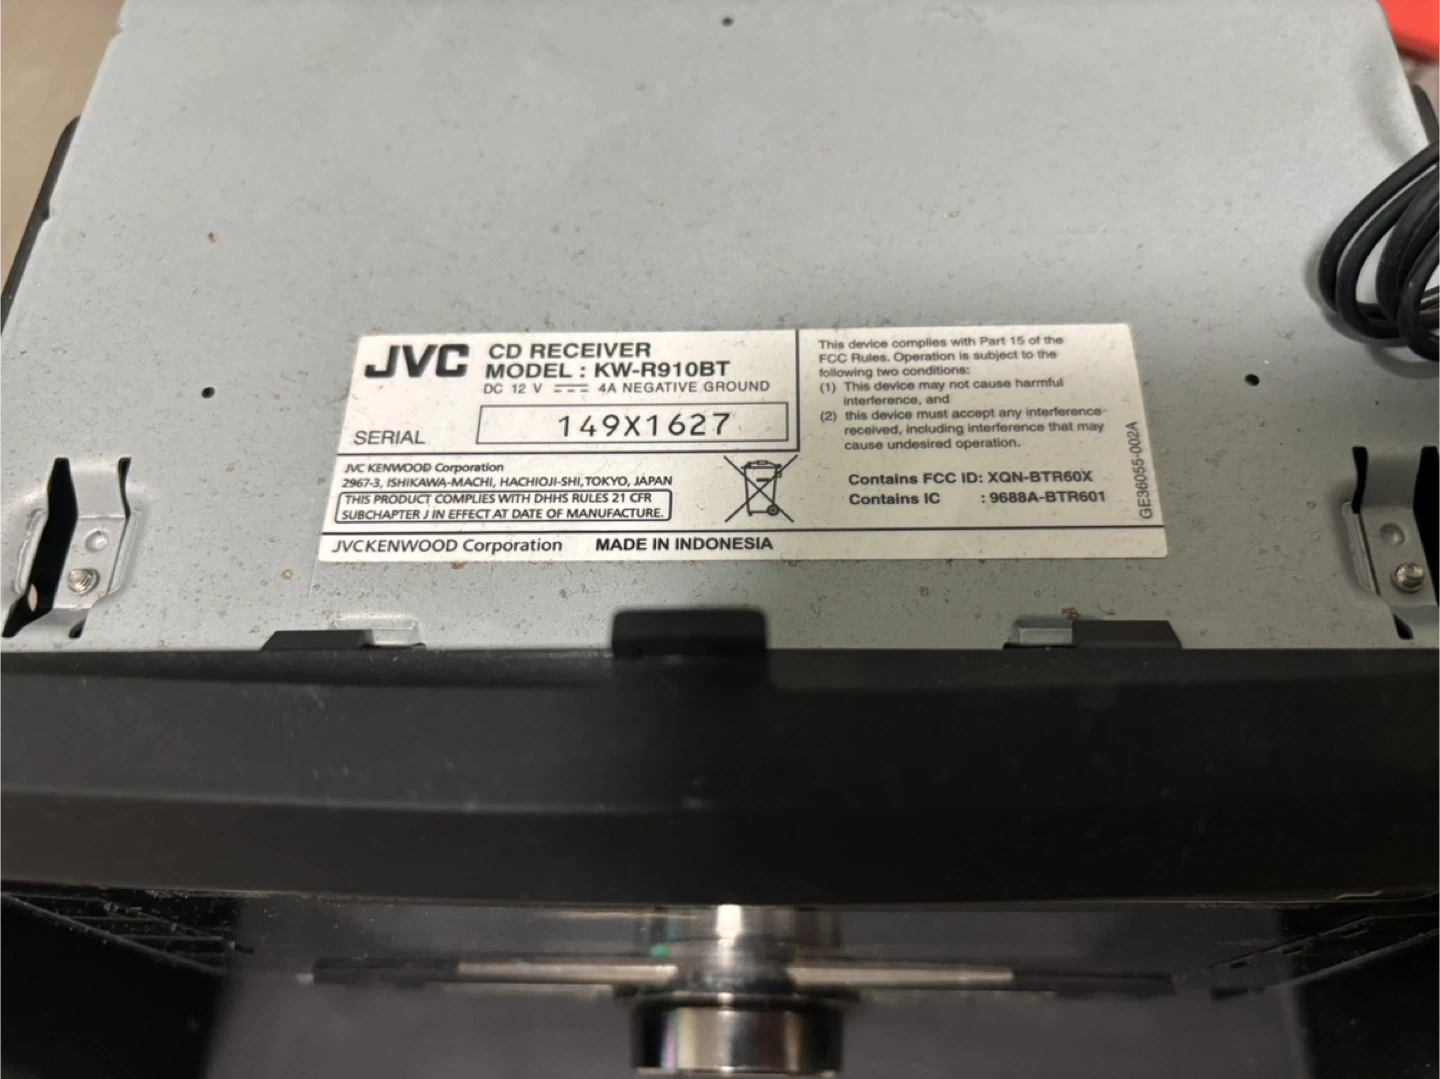 JVC CD RECEIVER
MODEL : KW-R910BT
DC 12 V ⎓ 4A NEGATIVE GROUND
SERIAL 149X1627
JVC KENWOOD Corporation
2967-3, ISHIKAWA-MACHI, HACHIOJI-SHI, TOKYO, JAPAN
THIS PRODUCT COMPLIES WITH DHHS RULES 21 CFR
SUBCHAPTER J IN EFFECT AT DATE OF MANUFACTURE.
This device complies with Part 15 of the
FCC Rules. Operation is subject to the
following two conditions:
(1) This device may not cause harmful
interference, and
(2) this device must accept any interference
received, including interference that may
cause undesired operation.
Contains FCC ID: XQN-BTR60X
Contains IC : 9688A-BTR601
GE36055-002A
JVCKENWOOD Corporation MADE IN INDONESIA